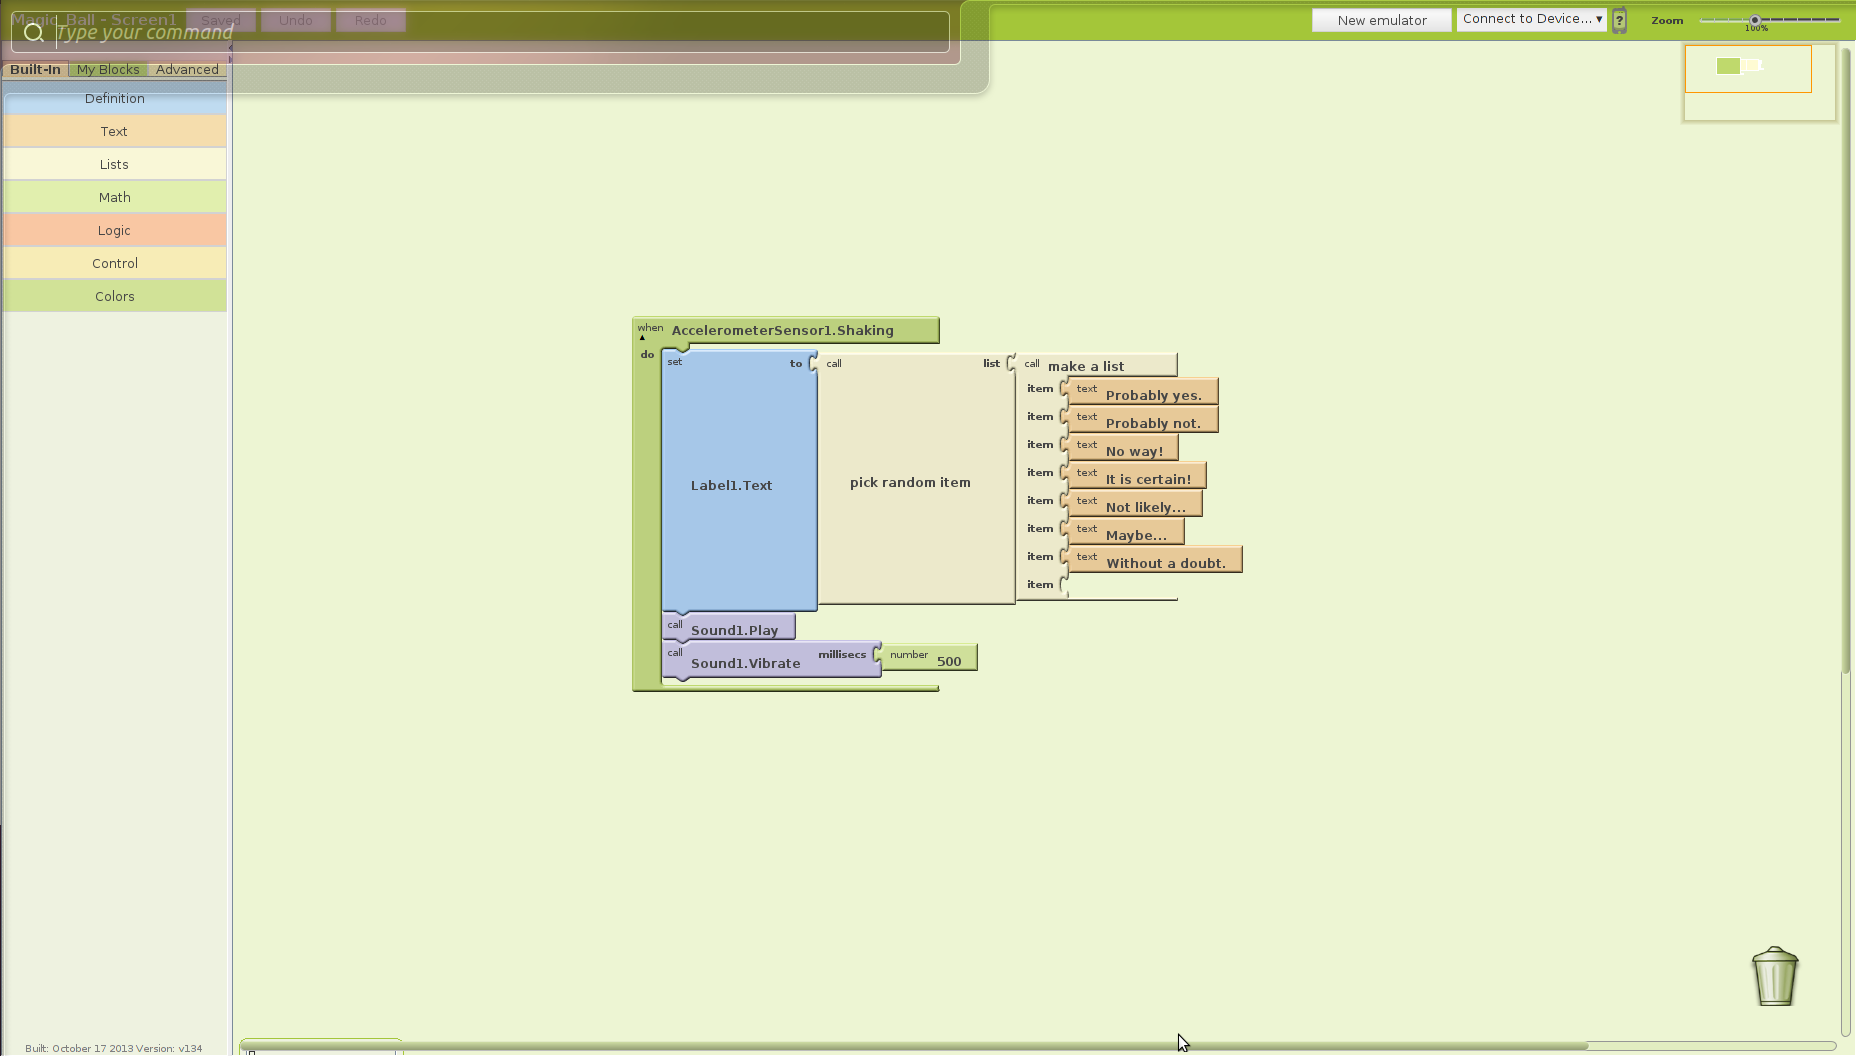 Magic Ball - Screen1
Saved
Undo
Redo
Type your command
New emulator
Connect to Device...
?
Zoom
100%
Built-In
My Blocks
Advanced
Definition
Text
Lists
Math
Logic
Control
Colors
when AccelerometerSensor1.Shaking
do
set Label1.Text to
call pick random item list
call make a list
item text Probably yes.
item text Probably not.
item text No way!
item text It is certain!
item text Not likely...
item text Maybe...
item text Without a doubt.
item
call Sound1.Play
call Sound1.Vibrate millisecs number 500
Built: October 17 2013 Version: v134